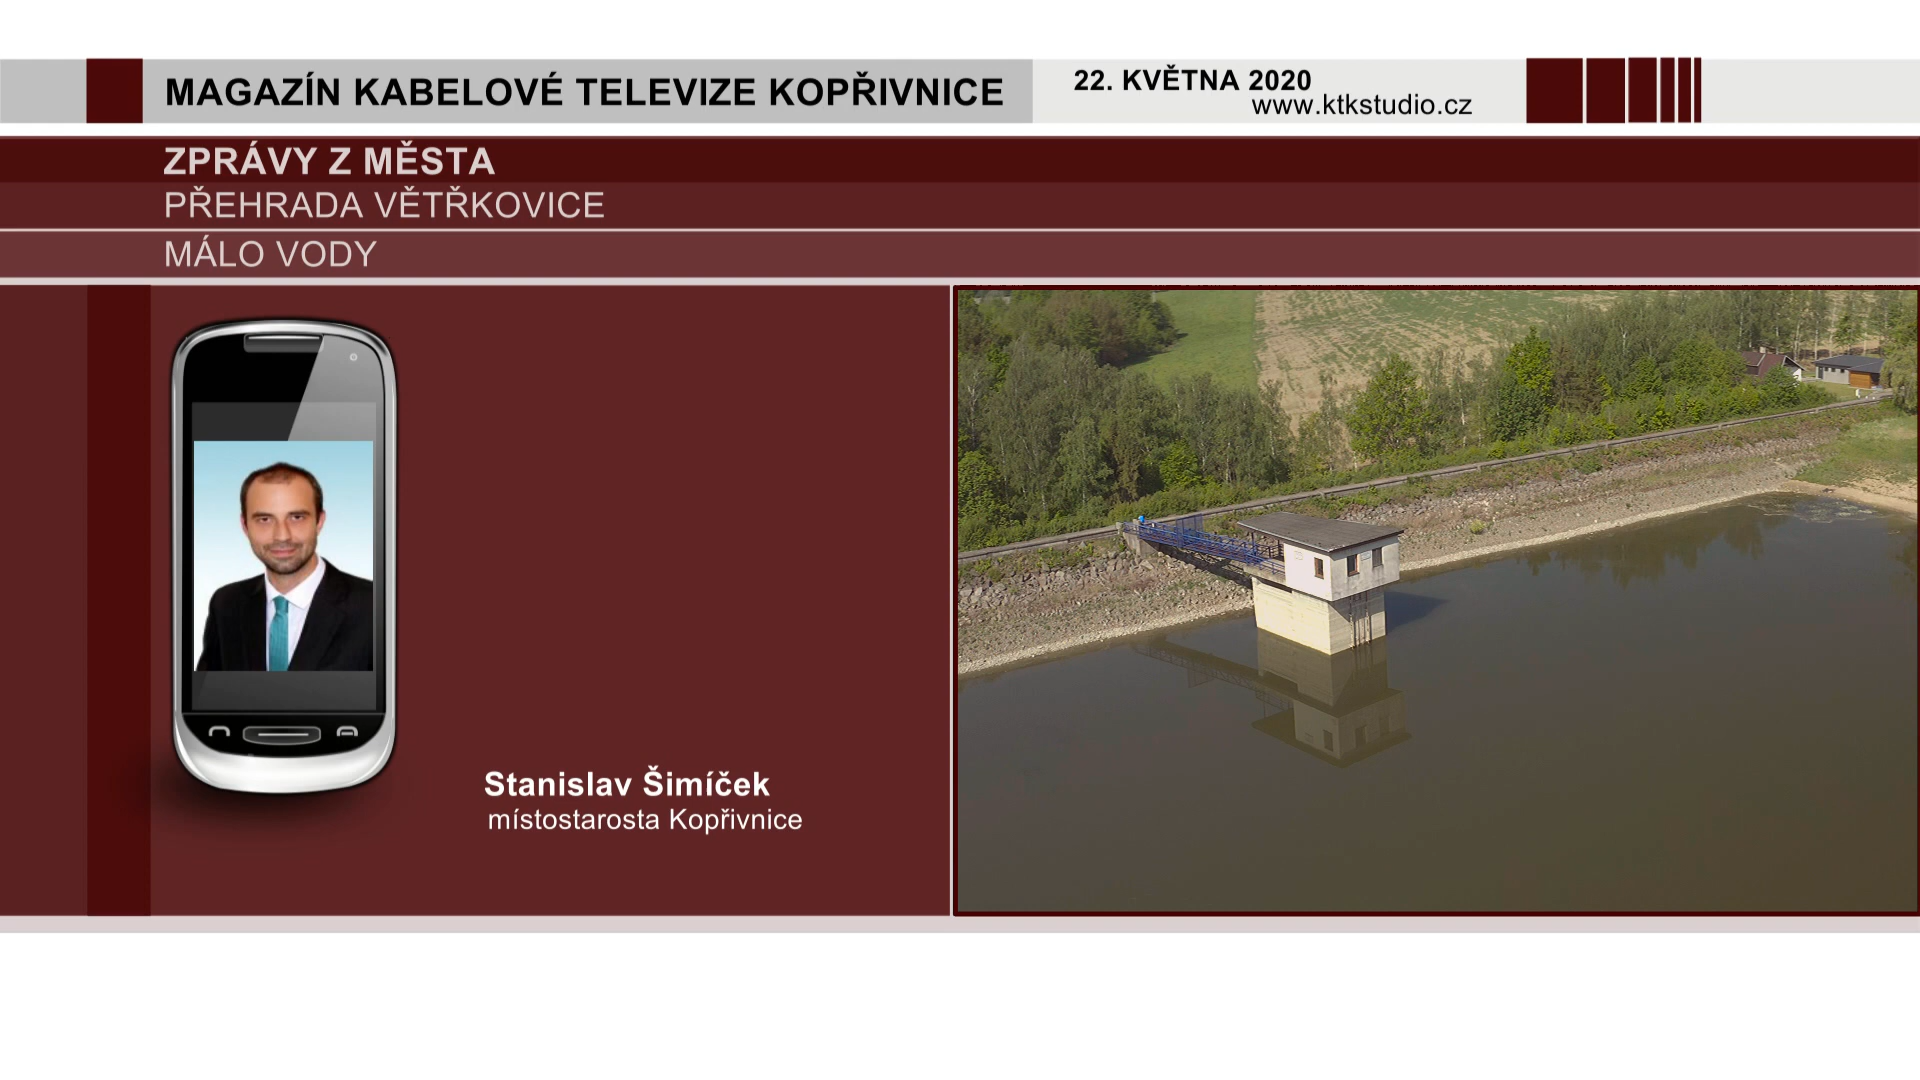 MAGAZÍN KABELOVÉ TELEVIZE KOPŘIVNICE
22. KVĚTNA 2020
www.ktkstudio.cz
ZPRÁVY Z MĚSTA
PŘEHRADA VĚTŘKOVICE
MÁLO VODY
Stanislav Šimíček
místostarosta Kopřivnice